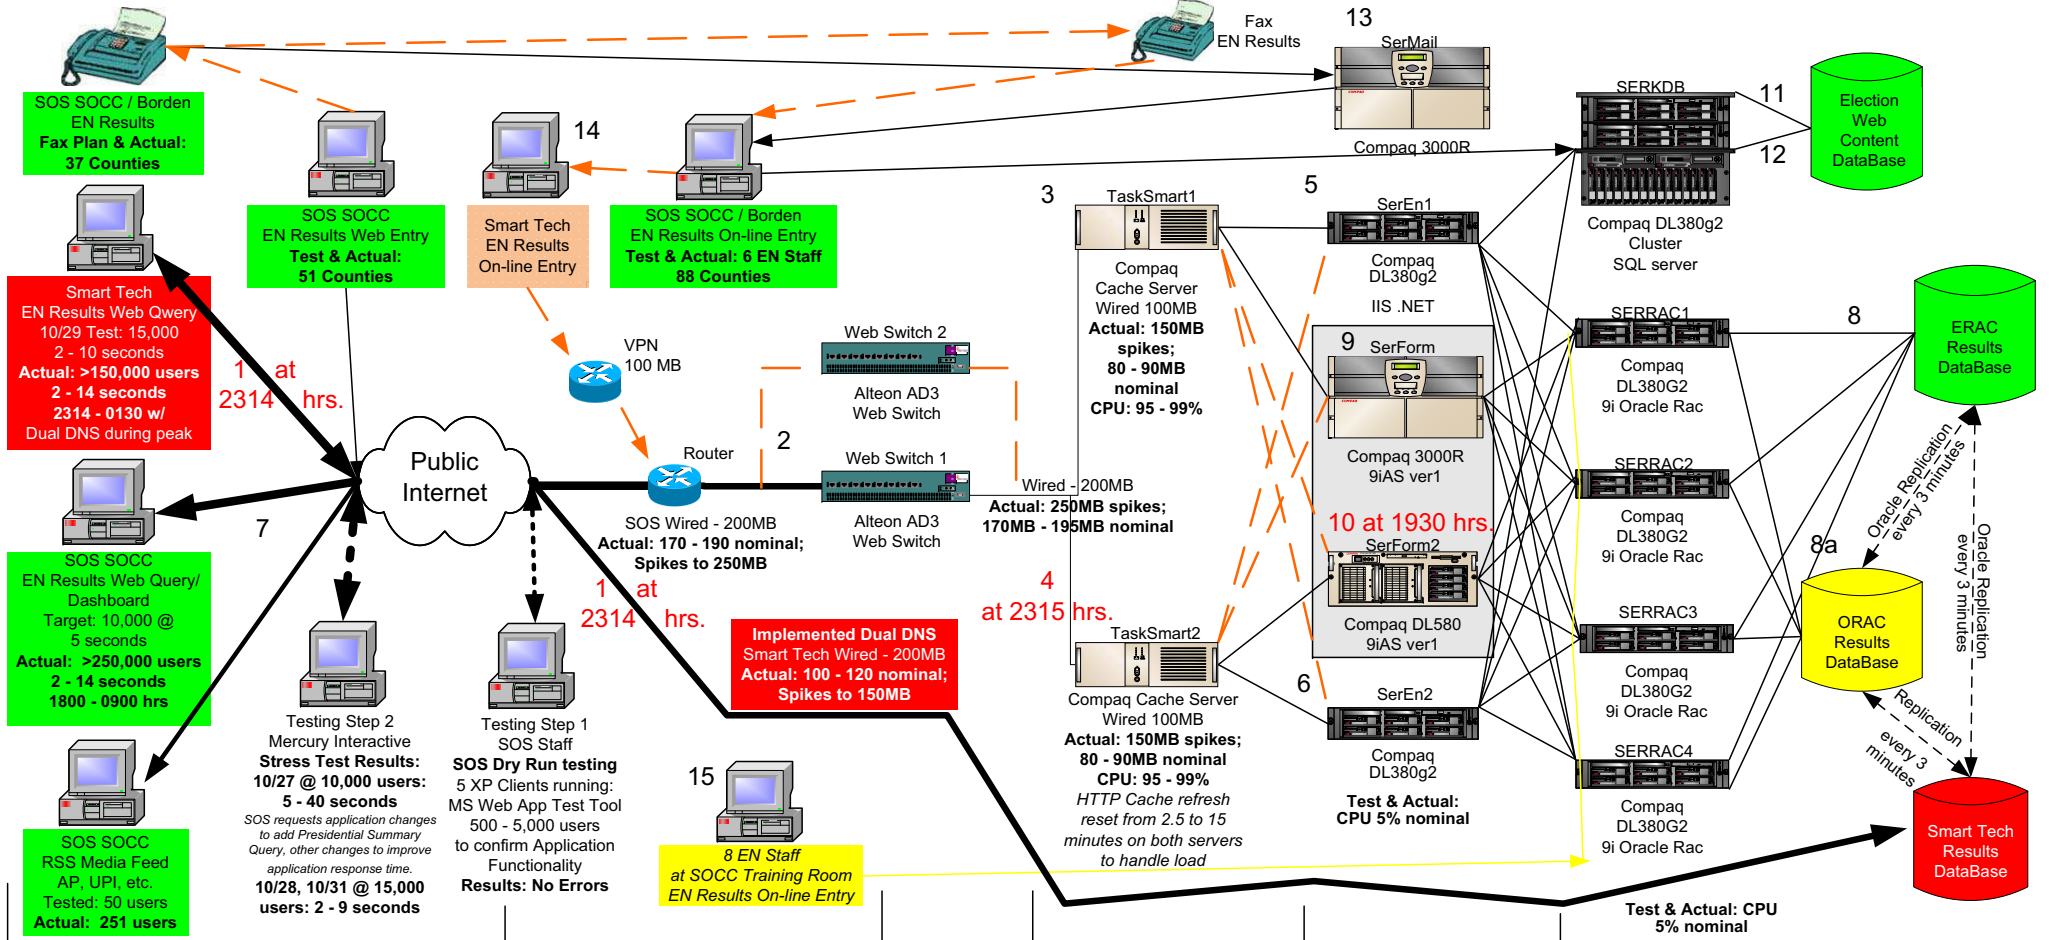 Fax
EN Results
13
SerMail
Compaq 3000R
SOS SOCC / Borden
EN Results
Fax Plan & Actual:
37 Counties
14
SERKDB
11
12
Election
Web
Content
DataBase
Compaq DL380g2
Cluster
SQL server
SOS SOCC
EN Results Web Entry
Test & Actual:
51 Counties
Smart Tech
EN Results
On-line Entry
SOS SOCC / Borden
EN Results On-line Entry
Test & Actual: 6 EN Staff
88 Counties
3
TaskSmart1
Compaq
Cache Server
Wired 100MB
Actual: 150MB
spikes;
80 - 90MB
nominal
CPU: 95 - 99%
5
SerEn1
Compaq
DL380g2
IIS .NET
9
SerForm
Compaq 3000R
9iAS ver1
10 at 1930 hrs.
SerForm2
Compaq DL580
9iAS ver1
6
SerEn2
Compaq
DL380g2
Test & Actual:
CPU 5% nominal
Smart Tech
EN Results Web Qwery
10/29 Test: 15,000
2 - 10 seconds
Actual: >150,000 users
2 - 14 seconds
2314 - 0130 w/
Dual DNS during peak
1 at
2314 hrs.
VPN
100 MB
Web Switch 2
Alteon AD3
Web Switch
2
Router
Web Switch 1
Alteon AD3
Web Switch
Public
Internet
SOS Wired - 200MB
Actual: 170 - 190 nominal;
Spikes to 250MB
Wired - 200MB
Actual: 250MB spikes;
170MB - 195MB nominal
7
SOS SOCC
EN Results Web Query/
Dashboard
Target: 10,000 @
5 seconds
Actual: >250,000 users
2 - 14 seconds
1800 - 0900 hrs
1 at
2314 hrs.
4
at 2315 hrs.
Implemented Dual DNS
Smart Tech Wired - 200MB
Actual: 100 - 120 nominal;
Spikes to 150MB
TaskSmart2
Compaq Cache Server
Wired 100MB
Actual: 150MB spikes;
80 - 90MB nominal
CPU: 95 - 99%
HTTP Cache refresh
reset from 2.5 to 15
minutes on both servers
to handle load
Testing Step 2
Mercury Interactive
Stress Test Results:
10/27 @ 10,000 users:
5 - 40 seconds
SOS requests application changes
to add Presidential Summary
Query, other changes to improve
application response time.
10/28, 10/31 @ 15,000
users: 2 - 9 seconds
Testing Step 1
SOS Staff
SOS Dry Run testing
5 XP Clients running:
MS Web App Test Tool
500 - 5,000 users
to confirm Application
Functionality
Results: No Errors
15
8 EN Staff
at SOCC Training Room
EN Results On-line Entry
SOS SOCC
RSS Media Feed
AP, UPI, etc.
Tested: 50 users
Actual: 251 users
SERRAC1
Compaq
DL380G2
9i Oracle Rac
SERRAC2
Compaq
DL380G2
9i Oracle Rac
SERRAC3
Compaq
DL380G2
9i Oracle Rac
SERRAC4
Compaq
DL380G2
9i Oracle Rac
Test & Actual: CPU
5% nominal
8
8a
ERAC
Results
DataBase
Oracle Replication
every 3 minutes
Oracle Replication
every 3 minutes
ORAC
Results
DataBase
Replication
every 3
minutes
Smart Tech
Results
DataBase